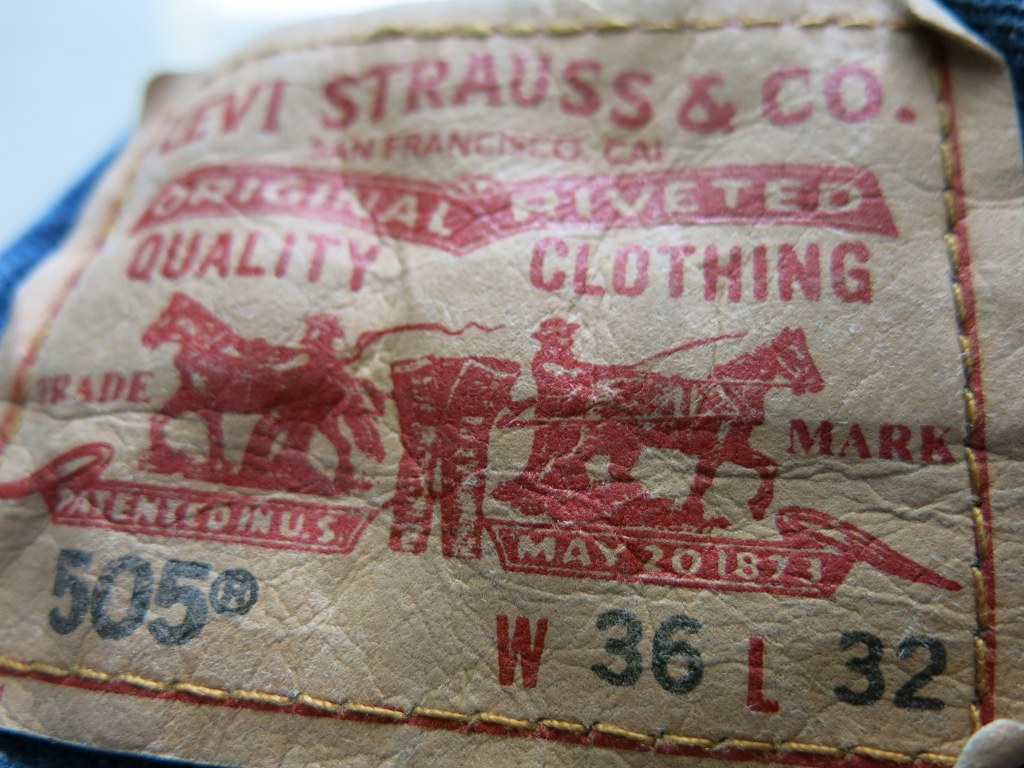 LEVI STRAUSS & CO.
SAN FRANCISCO, CAL
ORIGINAL RIVETED
QUALITY CLOTHING
TRADE MARK
PATENTED IN U.S. MAY 20 1873
505® W 36 L 32